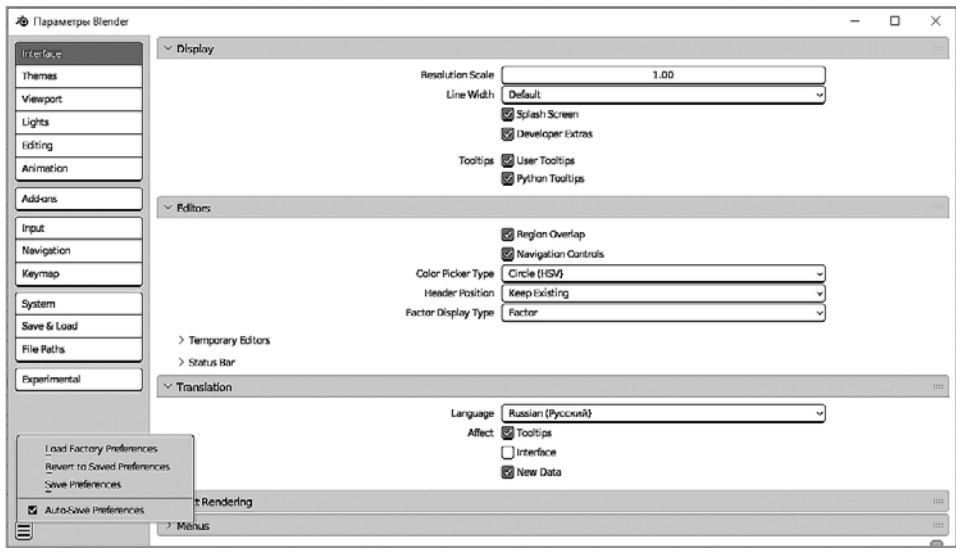 Параметры Blender
Interface
Themes
Viewport
Lights
Editing
Animation
Add-ons
Input
Navigation
Keymap
System
Save & Load
File Paths
Experimental
Load Factory Preferences
Revert to Saved Preferences
Save Preferences
Auto-Save Preferences
Display
Resolution Scale 1.00
Line Width Default
Splash Screen
Developer Extras
Tooltips User Tooltips
Python Tooltips
Editors
Region Overlap
Navigation Controls
Color Picker Type Circle (HSV)
Header Position Keep Existing
Factor Display Type Factor
Temporary Editors
Status Bar
Translation
Language Russian (Русский)
Affect Tooltips
Interface
New Data
t Rendering
Menus